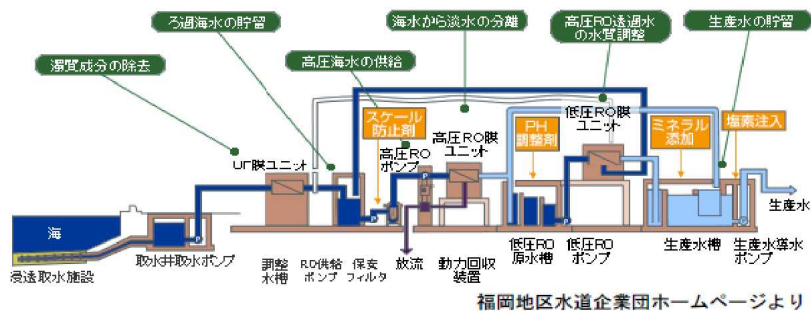 ろ過海水の貯留
海水から淡水の分離
高圧RO透過水
の水質調整
生産水の貯留
濁質成分の除去
高圧海水の供給
スケール
防止剤
高圧RO
ポンプ
高圧RO膜
ユニット
PH
調整剤
低圧RO膜
ユニット
ミネラル
添加
塩素注入
UF膜ユニット
海
生産水
浸透取水施設
取水井取水ポンプ
調整
水槽
RO供給
ポンプ
保安
フィルタ
放流
動力回収
装置
低圧RO
原水槽
低圧RO
ポンプ
生産水槽
生産水導水
ポンプ
P
P
P
P
P
福岡地区水道企業団ホームページより